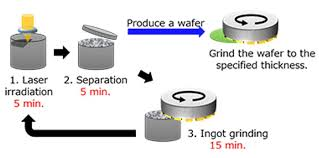 Produce a wafer
Grind the wafer to the
specified thickness.
1. Laser
irradiation
5 min.
2. Separation
5 min.
3. Ingot grinding
15 min.